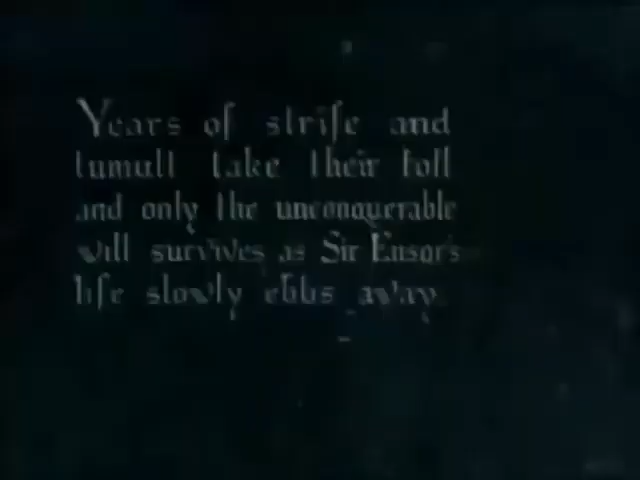 Years of strife and
tumult take their toll
and only the unconquerable
will survives as Sir Ensor's
life slowly ebbs away.